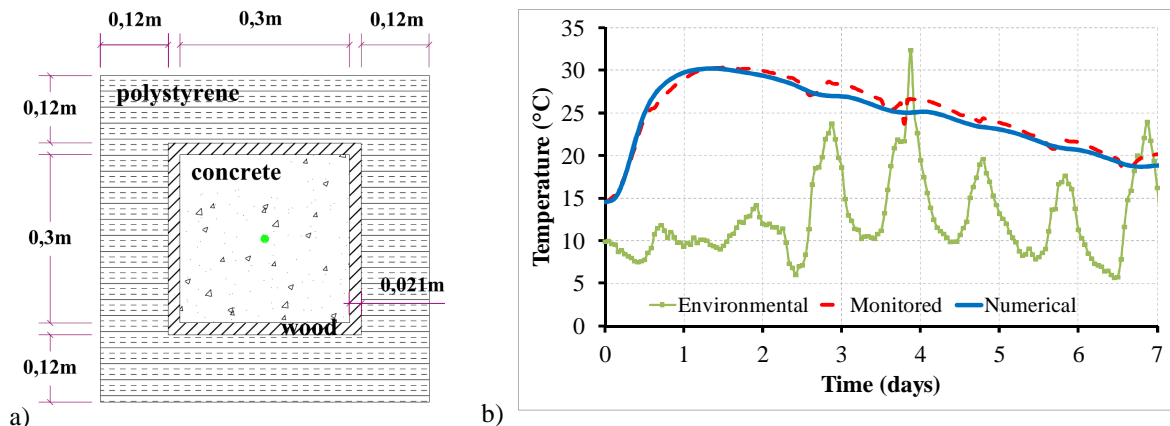 0,12m 0,3m 0,12m
0,12m
polystyrene
concrete
0,3m
0,021m
wood
0,12m
a)
35
30
25
20
15
10
5
0
Temperature (°C)
Environmental Monitored Numerical
0 1 2 3 4 5 6 7
Time (days)
b)